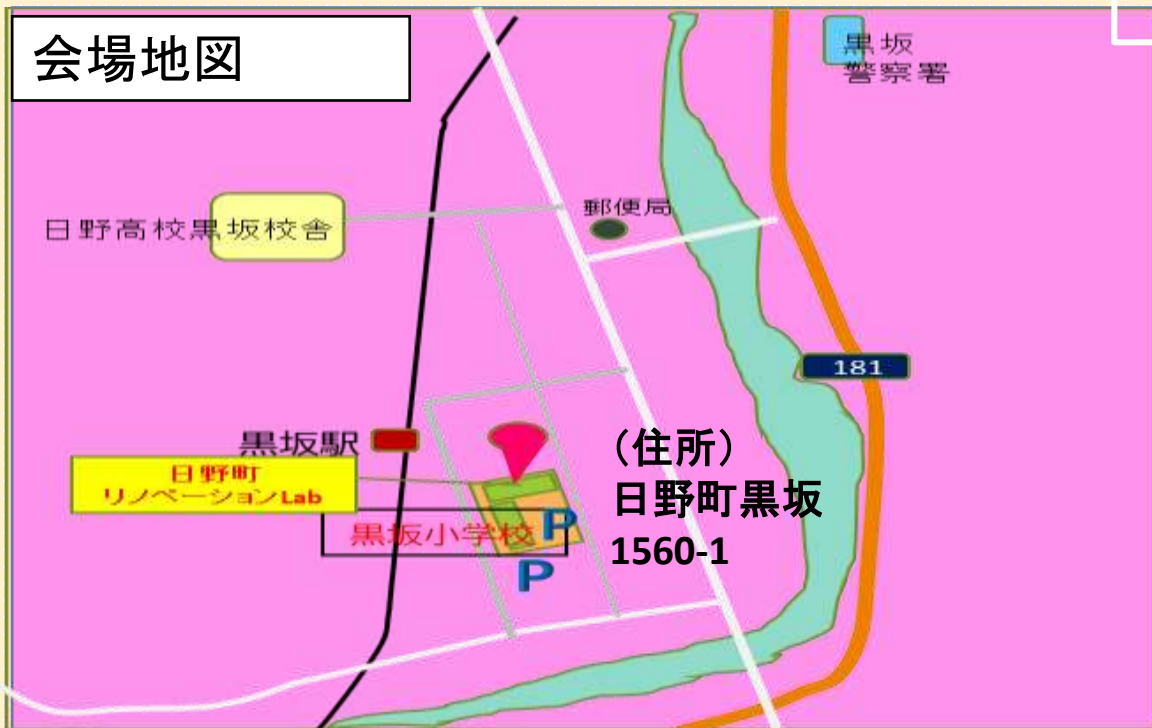 会場地図
黒坂
警察署
郵便局
日野高校黒坂校舎
181
黒坂駅
(住所)
日野町黒坂
1560-1
日野町
リノベーションLab
黒坂小学校
P
P